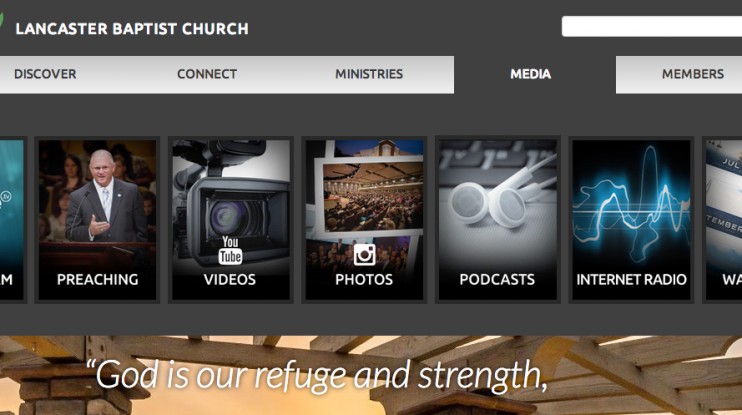 LANCASTER BAPTIST CHURCH
DISCOVER
CONNECT
MINISTRIES
MEDIA
MEMBERS
PREACHING
You
Tube
VIDEOS
PHOTOS
PODCASTS
INTERNET RADIO
"God is our refuge and strength,